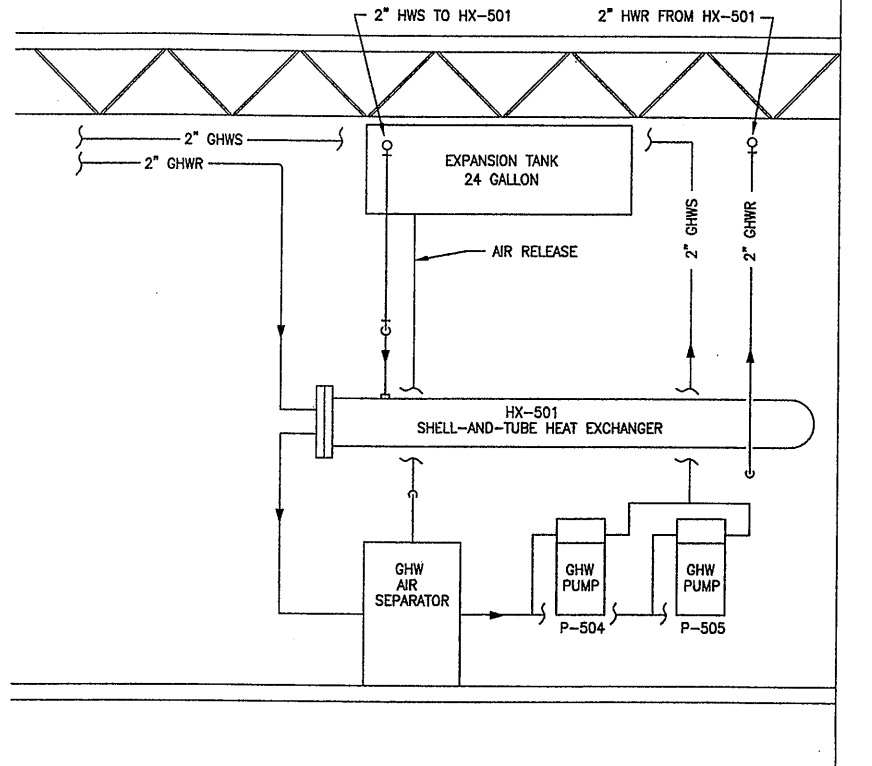 2" HWS TO HX-501
2" HWR FROM HX-501
2" GHWS
2" GHWR
EXPANSION TANK
24 GALLON
AIR RELEASE
2" GHWS
2" GHWR
HX-501
SHELL-AND-TUBE HEAT EXCHANGER
GHW
AIR
SEPARATOR
GHW
PUMP
P-504
GHW
PUMP
P-505